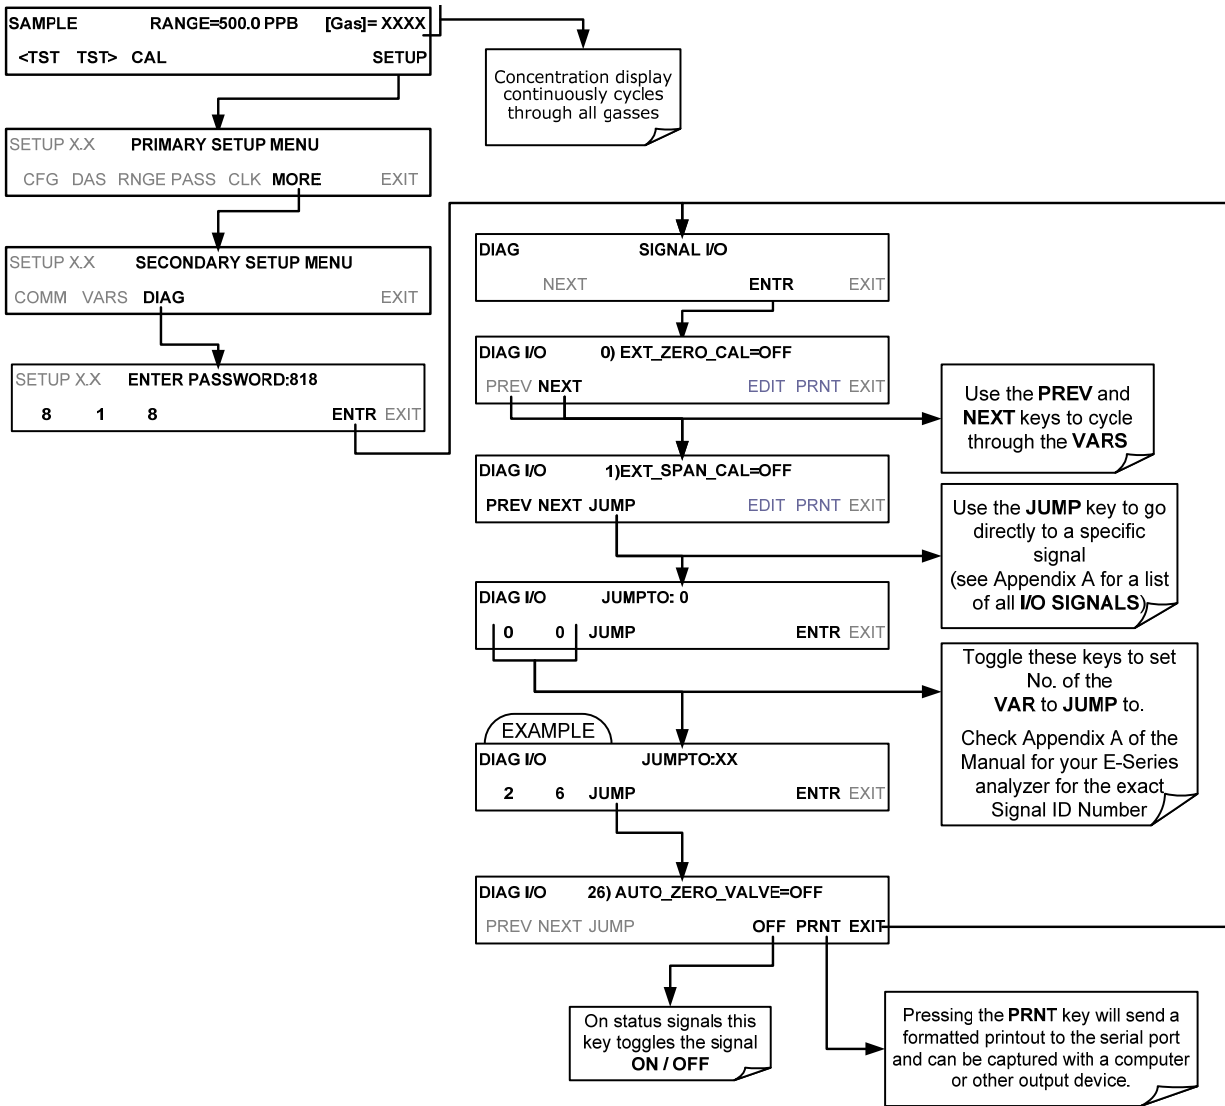 SAMPLE RANGE=500.0 PPB [Gas]= XXXX
<TST TST> CAL SETUP
Concentration display
continuously cycles
through all gasses
SETUP X.X PRIMARY SETUP MENU
CFG DAS RNGE PASS CLK MORE EXIT
SETUP X.X SECONDARY SETUP MENU
COMM VARS DIAG EXIT
SETUP X.X ENTER PASSWORD:818
8 1 8 ENTR EXIT
DIAG SIGNAL I/O
NEXT ENTR EXIT
DIAG I/O 0) EXT_ZERO_CAL=OFF
PREV NEXT EDIT PRNT EXIT
Use the PREV and
NEXT keys to cycle
through the VARS
DIAG I/O 1)EXT_SPAN_CAL=OFF
PREV NEXT JUMP EDIT PRNT EXIT
Use the JUMP key to go
directly to a specific
signal
(see Appendix A for a list
of all I/O SIGNALS)
DIAG I/O JUMPTO: 0
0 0 JUMP ENTR EXIT
Toggle these keys to set
No. of the
VAR to JUMP to.
Check Appendix A of the
Manual for your E-Series
analyzer for the exact
Signal ID Number
EXAMPLE
DIAG I/O JUMPTO:XX
2 6 JUMP ENTR EXIT
DIAG I/O 26) AUTO_ZERO_VALVE=OFF
PREV NEXT JUMP OFF PRNT EXIT
On status signals this
key toggles the signal
ON / OFF
Pressing the PRNT key will send a
formatted printout to the serial port
and can be captured with a computer
or other output device.